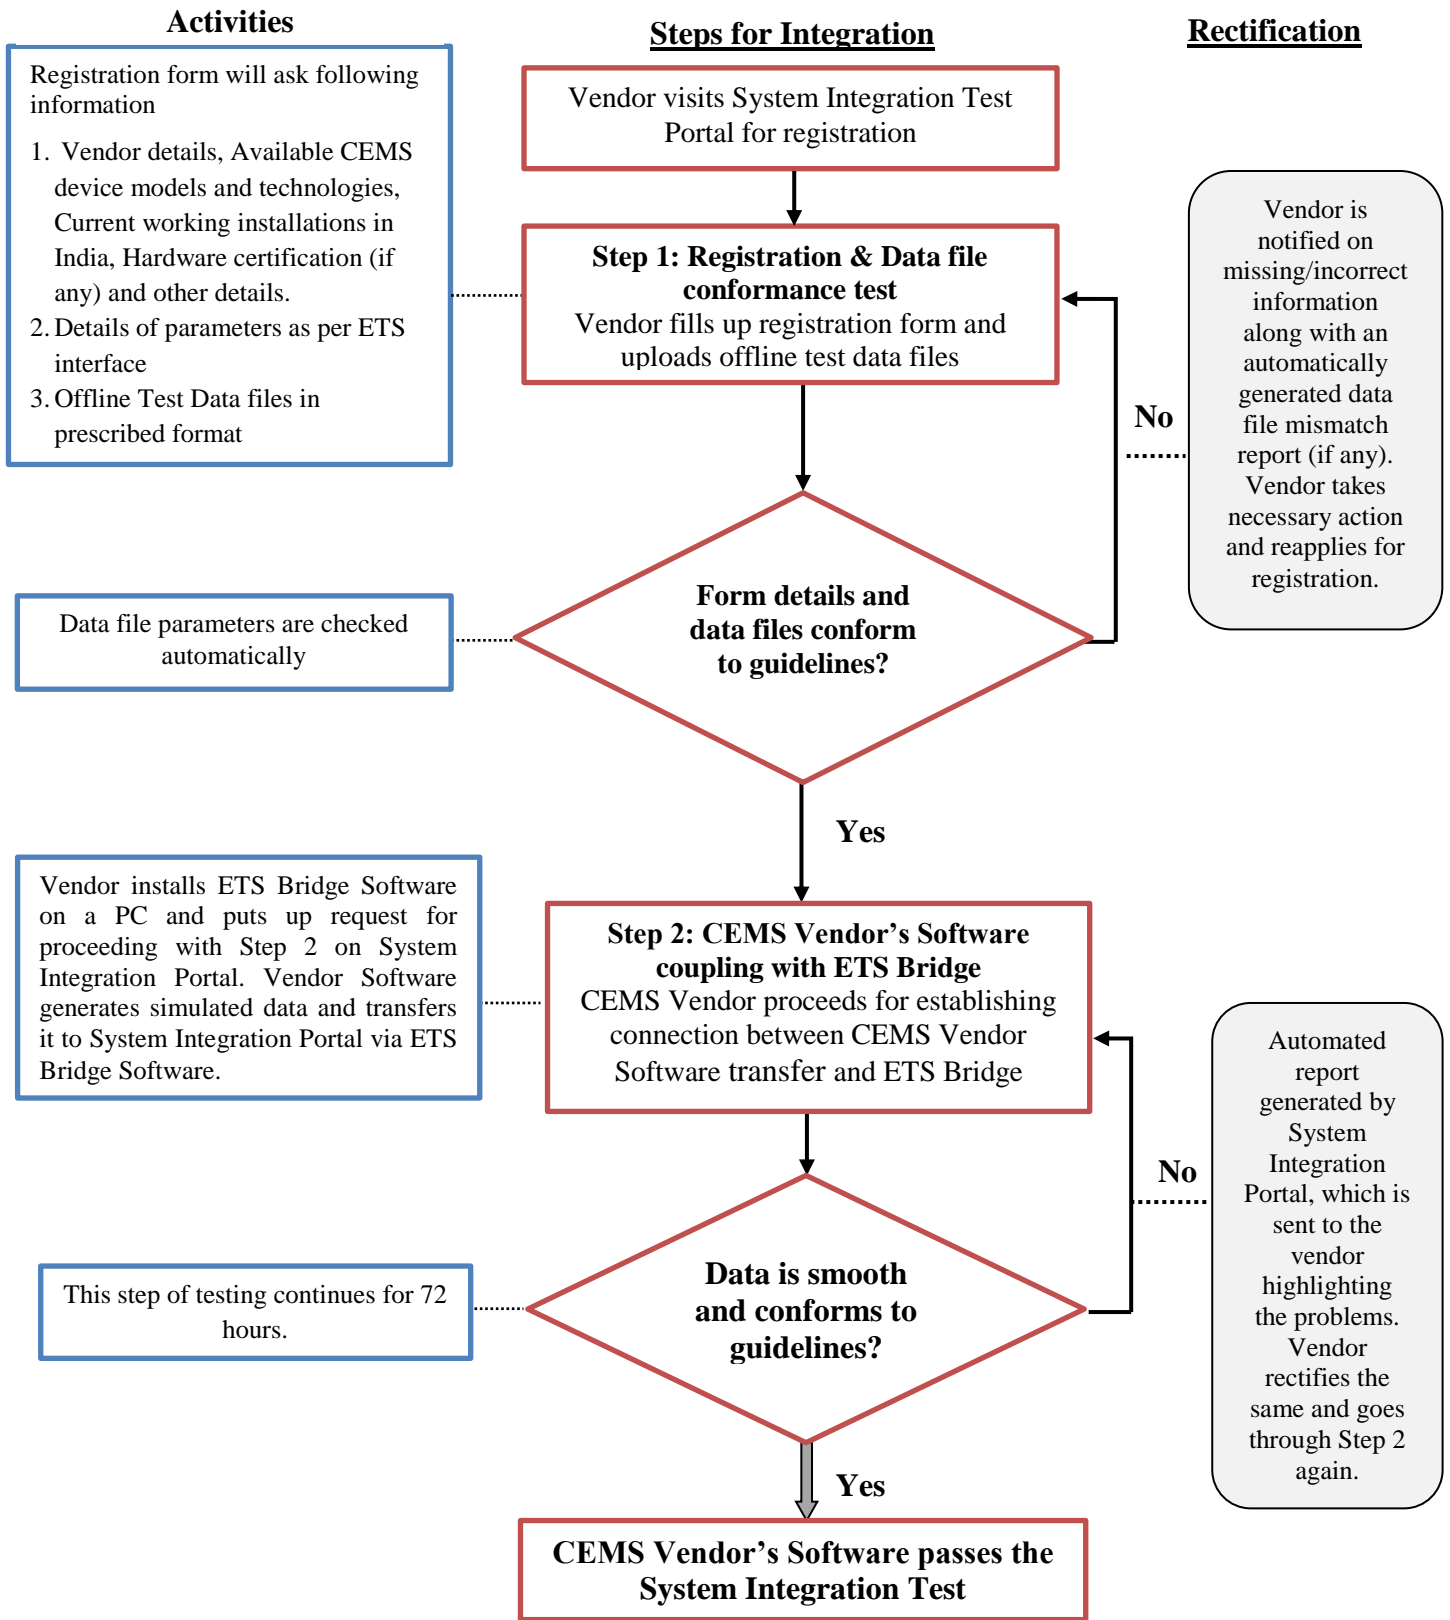 Activities
Steps for Integration
Rectification
Registration form will ask following
information
1. Vendor details, Available CEMS
device models and technologies,
Current working installations in
India, Hardware certification (if
any) and other details.
2. Details of parameters as per ETS
interface
3. Offline Test Data files in
prescribed format
Vendor visits System Integration Test
Portal for registration
Step 1: Registration & Data file
conformance test
Vendor fills up registration form and
uploads offline test data files
Vendor is
notified on
missing/incorrect
information
along with an
automatically
generated data
file mismatch
report (if any).
Vendor takes
necessary action
and reapplies for
registration.
No
Data file parameters are checked
automatically
Form details and
data files conform
to guidelines?
Yes
Vendor installs ETS Bridge Software
on a PC and puts up request for
proceeding with Step 2 on System
Integration Portal. Vendor Software
generates simulated data and transfers
it to System Integration Portal via ETS
Bridge Software.
Step 2: CEMS Vendor’s Software
coupling with ETS Bridge
CEMS Vendor proceeds for establishing
connection between CEMS Vendor
Software transfer and ETS Bridge
No
Automated
report
generated by
System
Integration
Portal, which is
sent to the
vendor
highlighting
the problems.
Vendor
rectifies the
same and goes
through Step 2
again.
This step of testing continues for 72
hours.
Data is smooth
and conforms to
guidelines?
Yes
CEMS Vendor’s Software passes the
System Integration Test